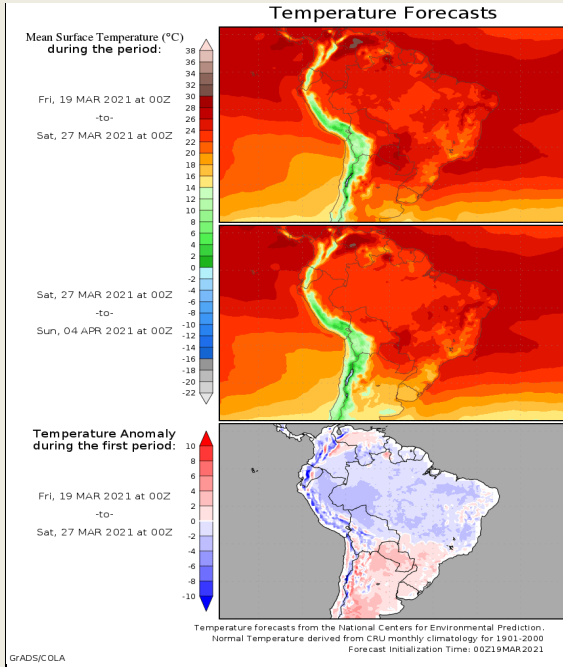 Temperature Forecasts
Mean Surface Temperature (°C)
during the period:
38
36
34
32
30
28
26
24
22
20
18
16
14
12
10
8
6
4
2
0
-2
-4
-6
-8
-10
-12
-14
-16
-18
-20
-22
Fri, 19 MAR 2021 at 00Z
-to-
Sat, 27 MAR 2021 at 00Z
Sat, 27 MAR 2021 at 00Z
-to-
Sun, 04 APR 2021 at 00Z
Temperature Anomaly
during the first period:
10
8
6
4
2
0
-2
-4
-6
-8
-10
Fri, 19 MAR 2021 at 00Z
-to-
Sat, 27 MAR 2021 at 00Z
Temperature forecasts from the National Centers for Environmental Prediction.
Normal Temperature derived from CRU monthly climatology for 1901-2000
Forecast Initialization Time: 00Z19MAR2021
GrADS/COLA